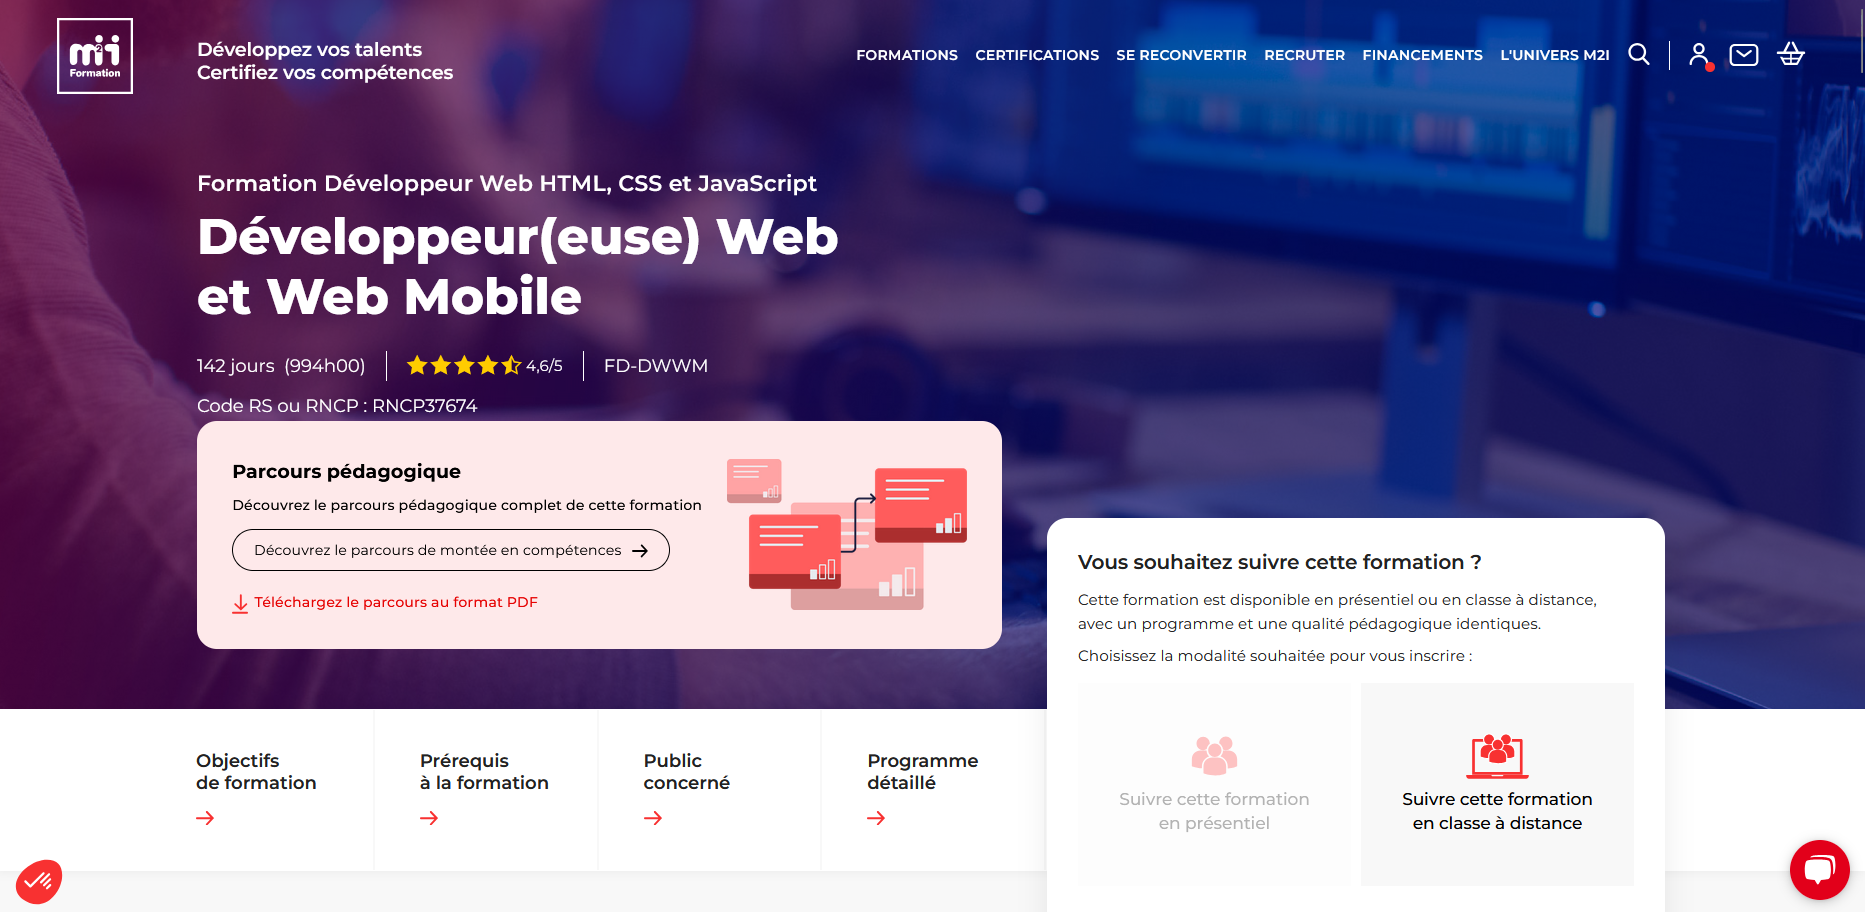 m2i
Formation
Développez vos talents
Certifiez vos compétences
FORMATIONS CERTIFICATIONS SE RECONVERTIR RECRUTER FINANCEMENTS L'UNIVERS M2I
Formation Développeur Web HTML, CSS et JavaScript
Développeur(euse) Web
et Web Mobile
142 jours (994h00) 4,6/5 FD-DWWM
Code RS ou RNCP : RNCP37674
Parcours pédagogique
Découvrez le parcours pédagogique complet de cette formation
Découvrez le parcours de montée en compétences
Téléchargez le parcours au format PDF
Vous souhaitez suivre cette formation ?
Cette formation est disponible en présentiel ou en classe à distance,
avec un programme et une qualité pédagogique identiques.
Choisissez la modalité souhaitée pour vous inscrire :
Suivre cette formation
en présentiel
Suivre cette formation
en classe à distance
Objectifs
de formation
Prérequis
à la formation
Public
concerné
Programme
détaillé